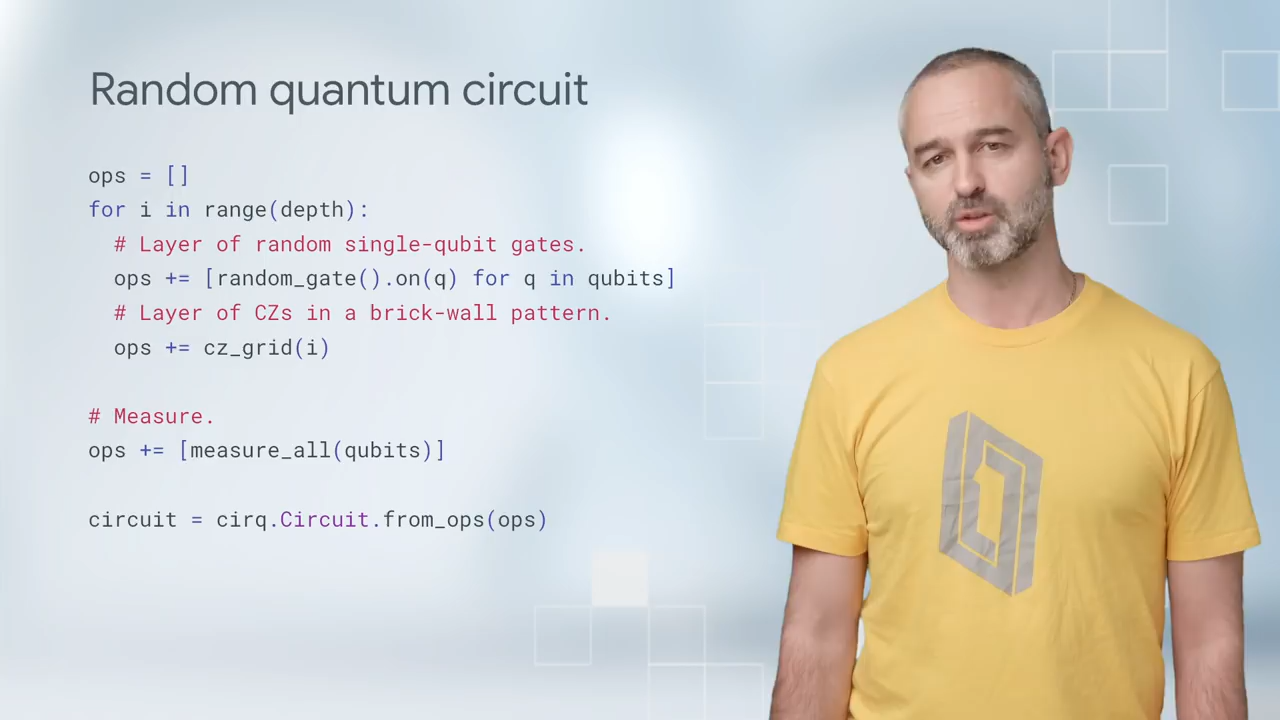 Random quantum circuit
ops = []
for i in range(depth):
  # Layer of random single-qubit gates.
  ops += [random_gate().on(q) for q in qubits]
  # Layer of CZs in a brick-wall pattern.
  ops += cz_grid(i)
# Measure.
ops += [measure_all(qubits)]
circuit = cirq.Circuit.from_ops(ops)